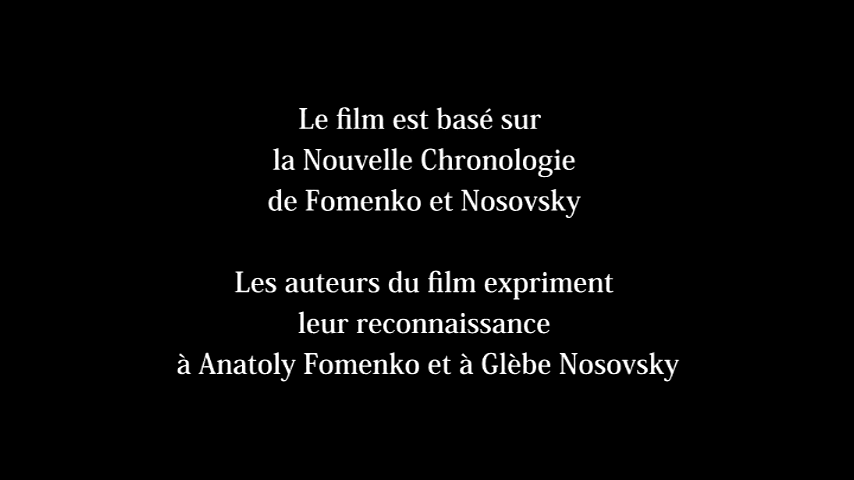 Le film est basé sur
la Nouvelle Chronologie
de Fomenko et Nosovsky
Les auteurs du film expriment
leur reconnaissance
à Anatoly Fomenko et à Glèbe Nosovsky